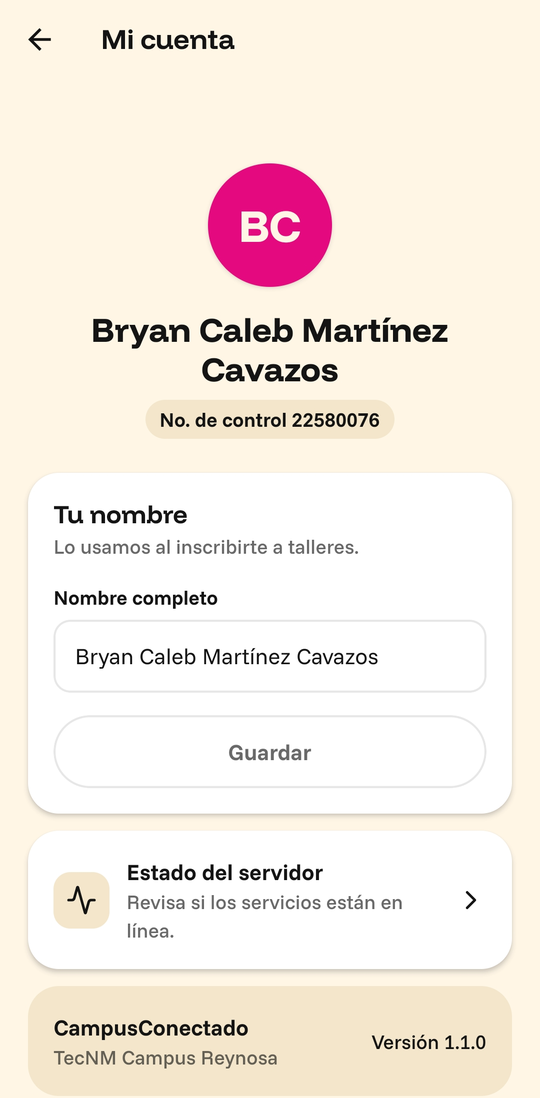 Mi cuenta
BC
Bryan Caleb Martínez
Cavazos
No. de control 22580076
Tu nombre
Lo usamos al inscribirte a talleres.
Nombre completo
Bryan Caleb Martínez Cavazos
Guardar
Estado del servidor
Revisa si los servicios están en
línea.
CampusConectado
TecNM Campus Reynosa
Versión 1.1.0